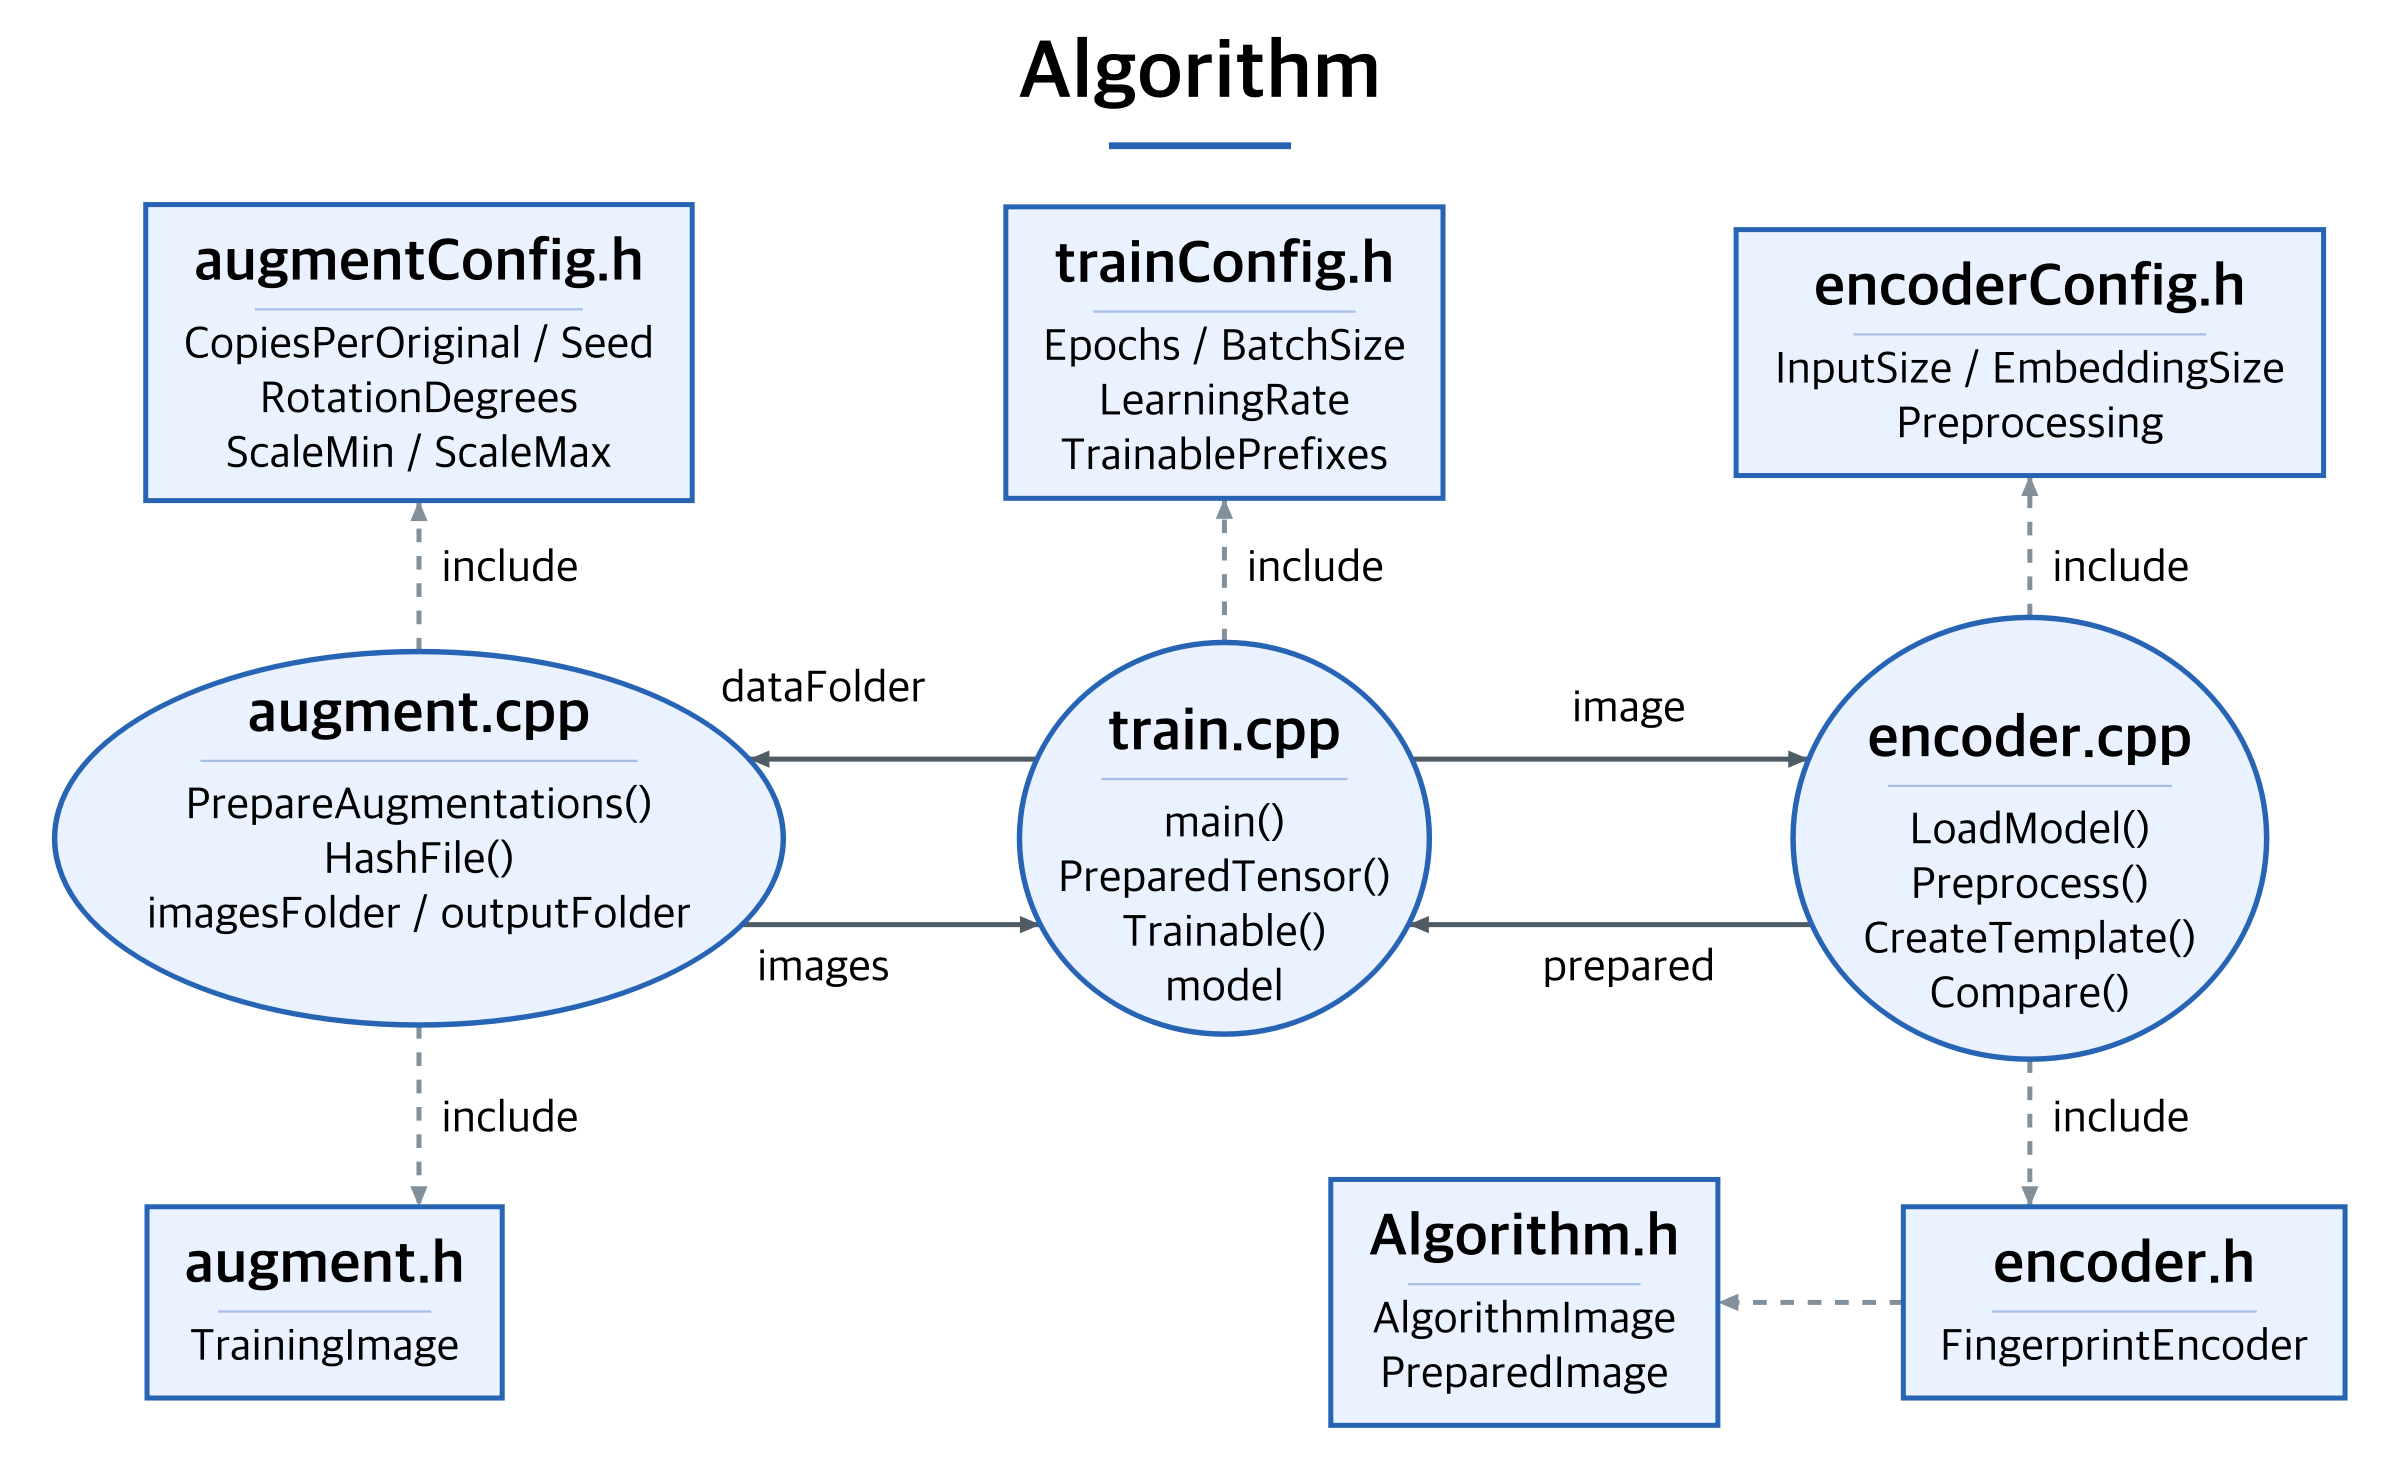 Algorithm
augmentConfig.h
CopiesPerOriginal / Seed
RotationDegrees
ScaleMin / ScaleMax
trainConfig.h
Epochs / BatchSize
LearningRate
TrainablePrefixes
encoderConfig.h
InputSize / EmbeddingSize
Preprocessing
include
include
include
augment.cpp
PrepareAugmentations()
HashFile()
imagesFolder / outputFolder
dataFolder
images
train.cpp
main()
PreparedTensor()
Trainable()
model
image
prepared
encoder.cpp
LoadModel()
Preprocess()
CreateTemplate()
Compare()
include
include
augment.h
TrainingImage
Algorithm.h
AlgorithmImage
PreparedImage
encoder.h
FingerprintEncoder